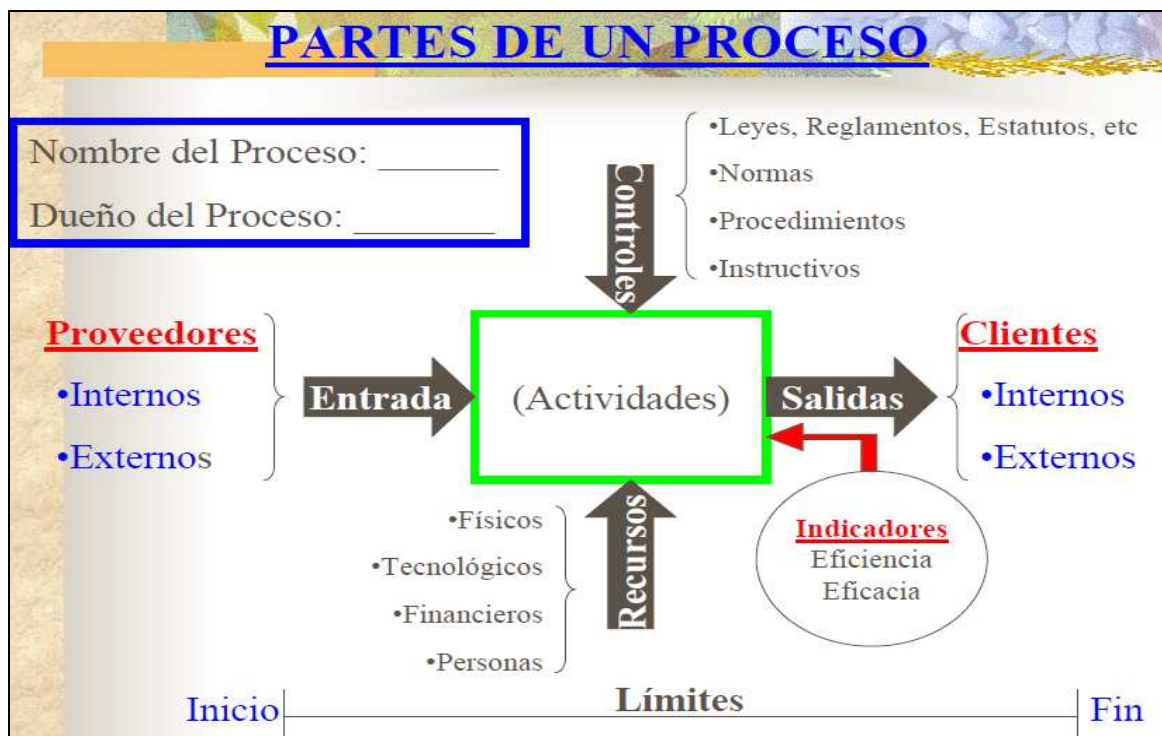 PARTES DE UN PROCESO
Nombre del Proceso: ______
Dueño del Proceso: _______
Controles
•Leyes, Reglamentos, Estatutos, etc
•Normas
•Procedimientos
•Instructivos
Proveedores
•Internos
•Externos
Entrada
(Actividades)
Salidas
Clientes
•Internos
•Externos
•Físicos
•Tecnológicos
•Financieros
•Personas
Recursos
Indicadores
Eficiencia
Eficacia
Inicio
Límites
Fin